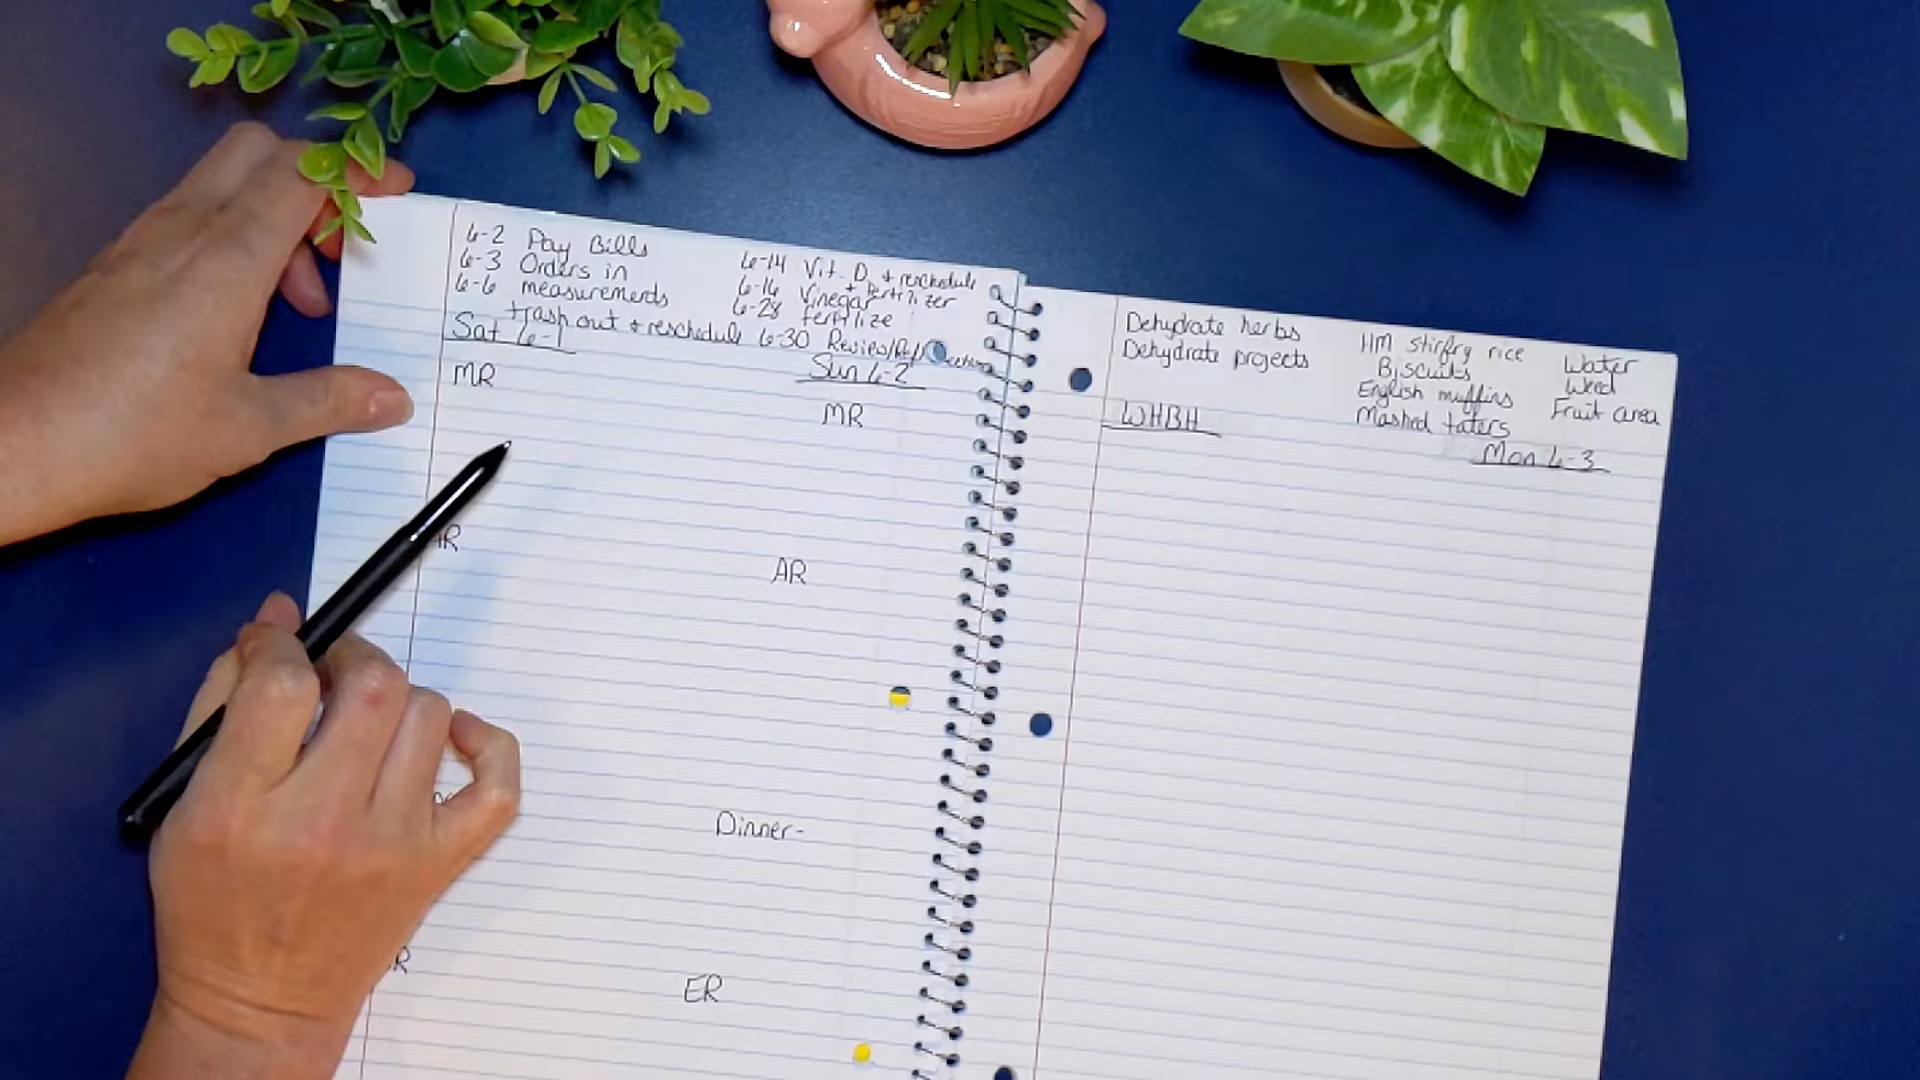 6-2 Pay Bills
6-3 Orders in
6-6 measurements
trash out + reschedule
6-14 Vit. D + reschedule
6-16 Vinegar + fertilizer
6-28 fertilize
6-30 Review/
Sat 6-1
MR
AR
Sun 6-2
MR
AR
Dinner-
ER
Dehydrate herbs
Dehydrate projects
HM stirfry rice
Biscuits
English muffins
Mashed taters
Water
Weed
Fruit area
WHBH
Mon 6-3